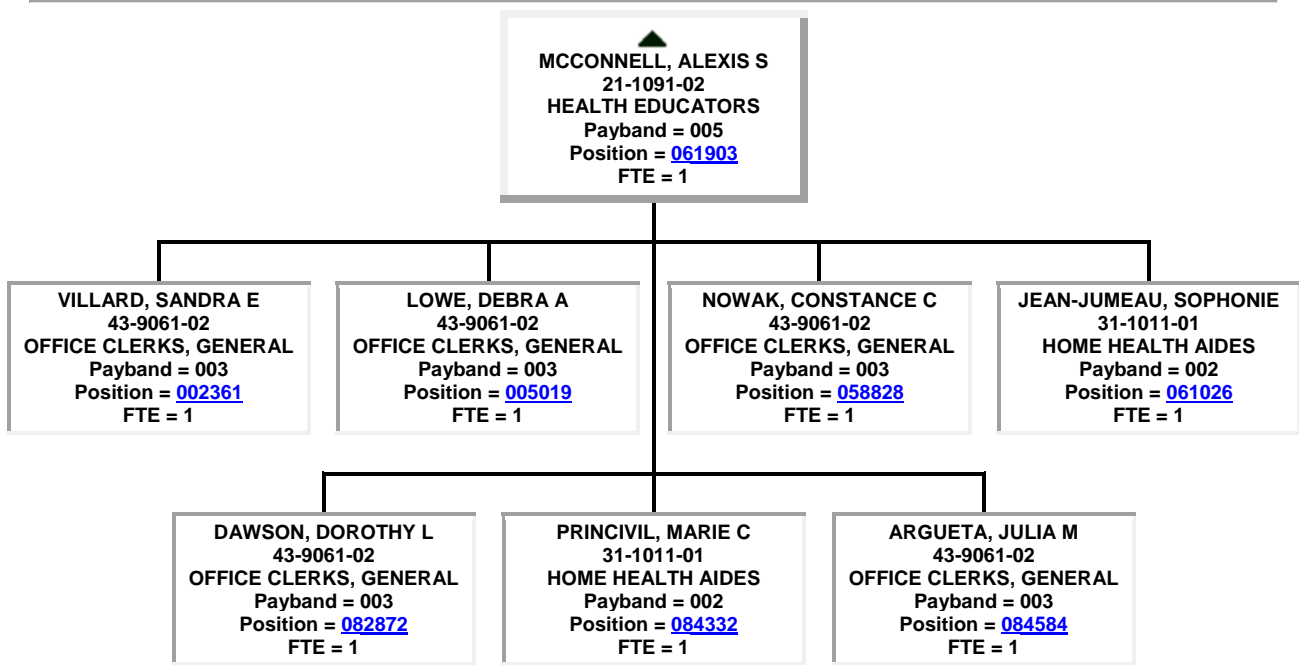 MCCONNELL, ALEXIS S
21-1091-02
HEALTH EDUCATORS
Payband = 005
Position = 061903
FTE = 1
VILLARD, SANDRA E
43-9061-02
OFFICE CLERKS, GENERAL
Payband = 003
Position = 002361
FTE = 1
LOWE, DEBRA A
43-9061-02
OFFICE CLERKS, GENERAL
Payband = 003
Position = 005019
FTE = 1
NOWAK, CONSTANCE C
43-9061-02
OFFICE CLERKS, GENERAL
Payband = 003
Position = 058828
FTE = 1
JEAN-JUMEAU, SOPHONIE
31-1011-01
HOME HEALTH AIDES
Payband = 002
Position = 061026
FTE = 1
DAWSON, DOROTHY L
43-9061-02
OFFICE CLERKS, GENERAL
Payband = 003
Position = 082872
FTE = 1
PRINCIVIL, MARIE C
31-1011-01
HOME HEALTH AIDES
Payband = 002
Position = 084332
FTE = 1
ARGUETA, JULIA M
43-9061-02
OFFICE CLERKS, GENERAL
Payband = 003
Position = 084584
FTE = 1